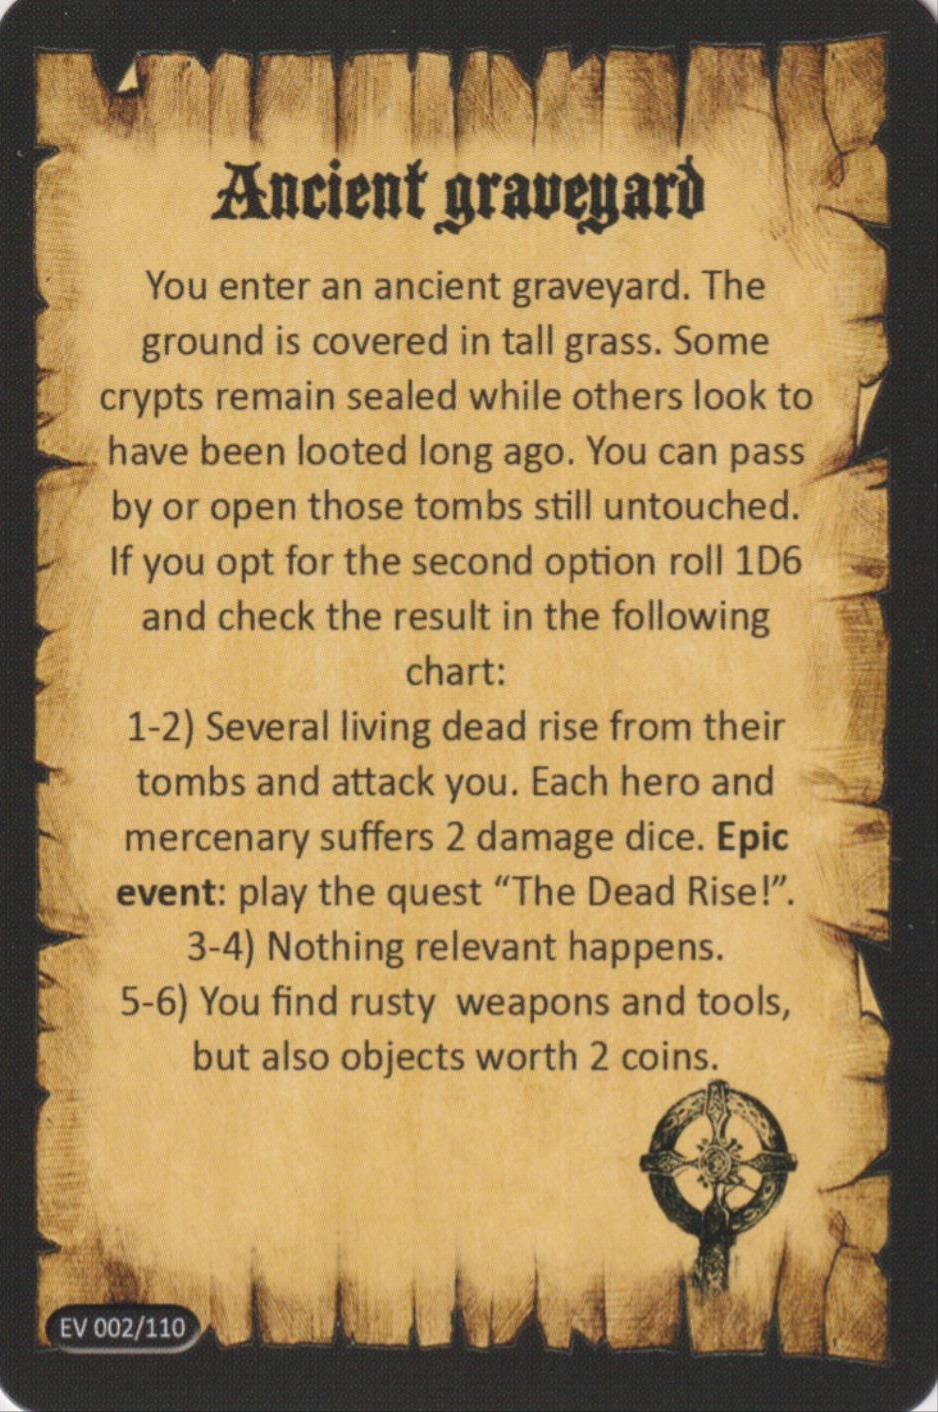 Ancient graveyard
You enter an ancient graveyard. The
ground is covered in tall grass. Some
crypts remain sealed while others look to
have been looted long ago. You can pass
by or open those tombs still untouched.
If you opt for the second option roll 1D6
and check the result in the following
chart:
1-2) Several living dead rise from their
tombs and attack you. Each hero and
mercenary suffers 2 damage dice. Epic
event: play the quest “The Dead Rise!”.
3-4) Nothing relevant happens.
5-6) You find rusty  weapons and tools,
but also objects worth 2 coins.
EV 002/110